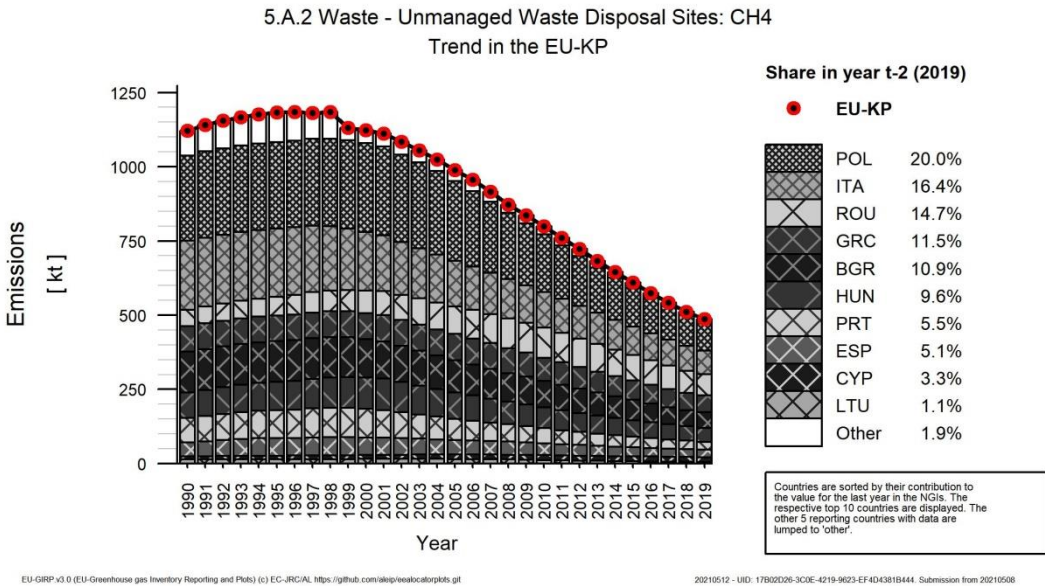 5.A.2 Waste - Unmanaged Waste Disposal Sites: CH4
Trend in the EU-KP
Emissions
[ kt ]
1250
1000
750
500
250
0
1990
1991
1992
1993
1994
1995
1996
1997
1998
1999
2000
2001
2002
2003
2004
2005
2006
2007
2008
2009
2010
2011
2012
2013
2014
2015
2016
2017
2018
2019
Year
Share in year t-2 (2019)
EU-KP
POL 20.0%
ITA 16.4%
ROU 14.7%
GRC 11.5%
BGR 10.9%
HUN 9.6%
PRT 5.5%
ESP 5.1%
CYP 3.3%
LTU 1.1%
Other 1.9%
Countries are sorted by their contribution to
the value for the last year in the NGIs. The
respective top 10 countries are displayed. The
other 5 reporting countries with data are
lumped to 'other'.
EU-GIRP.v3.0 (EU-Greenhouse gas Inventory Reporting and Plots) (c) EC-JRC/AL https://github.com/aleip/eealocatorplots.git
20210512 - UID: 17B02D26-3C0E-4219-9623-EF4D4381B444. Submission from 20210508